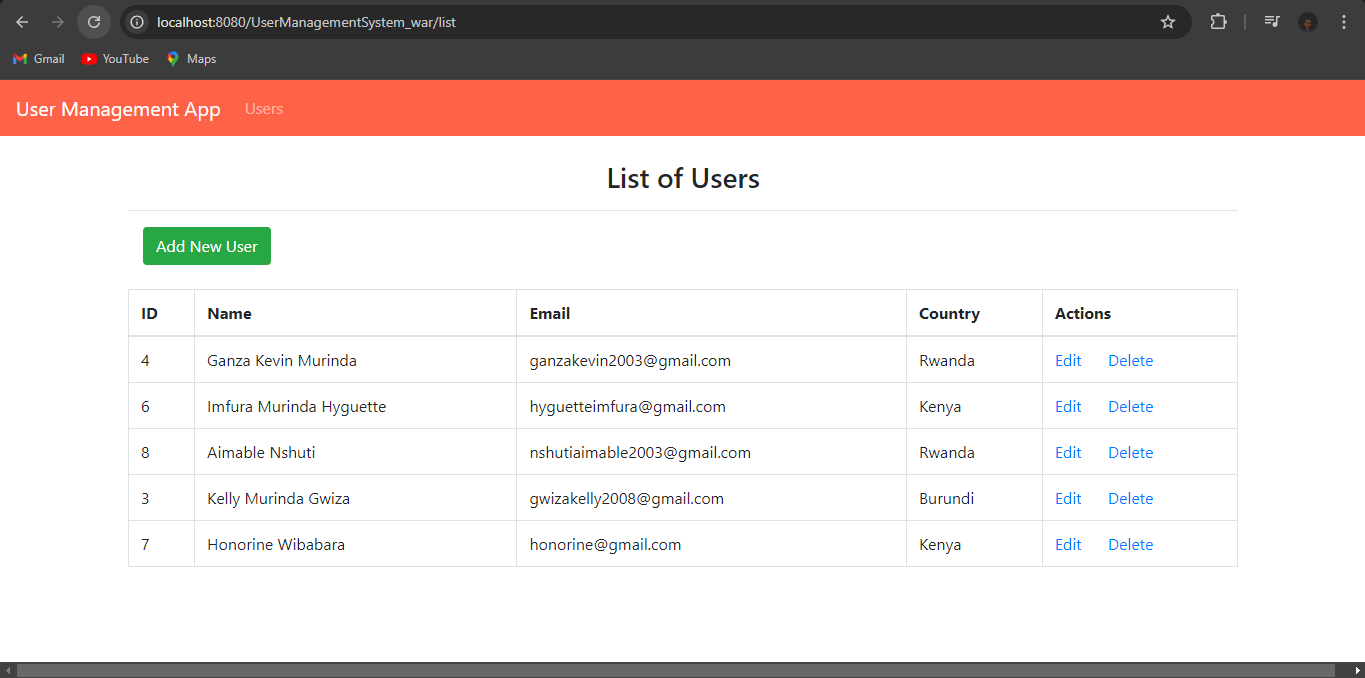 localhost:8080/UserManagementSystem_war/list
Gmail YouTube Maps
User Management App Users
List of Users
Add New User
ID Name Email Country Actions
4 Ganza Kevin Murinda ganzakevin2003@gmail.com Rwanda Edit Delete
6 Imfura Murinda Hyguette hyguetteimfura@gmail.com Kenya Edit Delete
8 Aimable Nshuti nshutiaimable2003@gmail.com Rwanda Edit Delete
3 Kelly Murinda Gwiza gwizakelly2008@gmail.com Burundi Edit Delete
7 Honorine Wibabara honorine@gmail.com Kenya Edit Delete